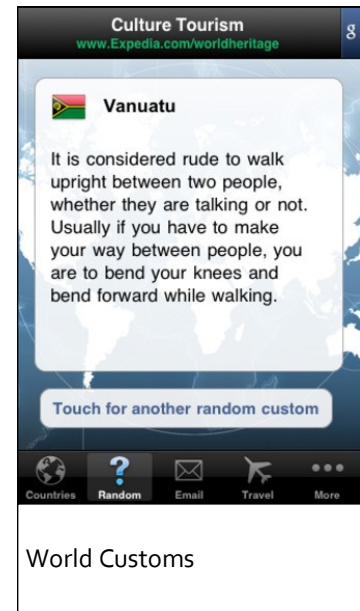 Culture Tourism
www.Expedia.com/worldheritage
g
Vanuatu
It is considered rude to walk
upright between two people,
whether they are talking or not.
Usually if you have to make
your way between people, you
are to bend your knees and
bend forward while walking.
Touch for another random custom
Countries Random Email Travel More
World Customs